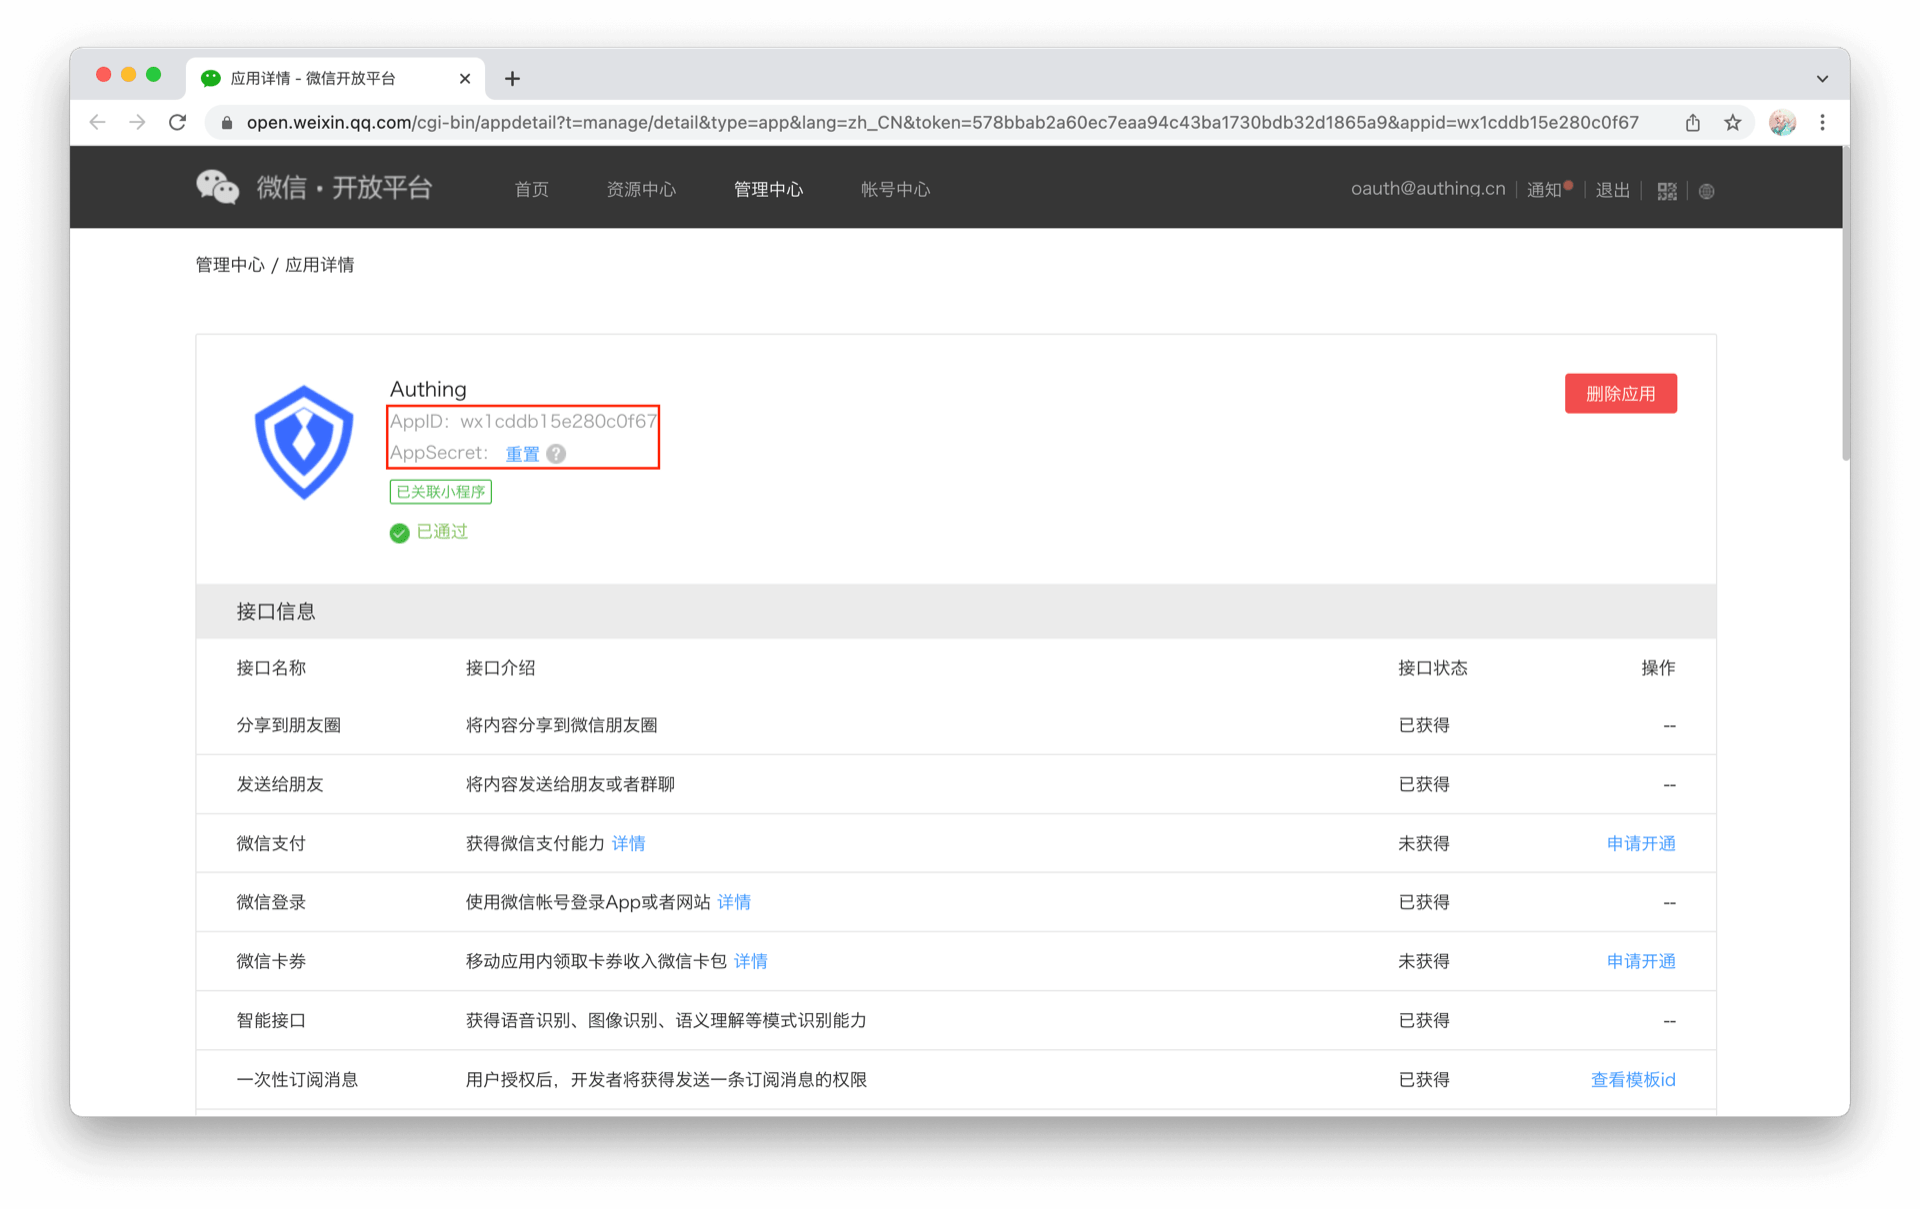 应用详情 - 微信开放平台
open.weixin.qq.com/cgi-bin/appdetail?t=manage/detail&type=app&lang=zh_CN&token=578bbab2a60ec7eaa94c43ba1730bdb32d1865a9&appid=wx1cddb15e280c0f67
微信·开放平台 首页 资源中心 管理中心 帐号中心 oauth@authing.cn 通知 退出
管理中心 / 应用详情
Authing 删除应用
AppID: wx1cddb15e280c0f67
AppSecret: 重置 ?
已关联小程序
已通过
接口信息
接口名称 接口介绍 接口状态 操作
分享到朋友圈 将内容分享到微信朋友圈 已获得 --
发送给朋友 将内容发送给朋友或者群聊 已获得 --
微信支付 获得微信支付能力 详情 未获得 申请开通
微信登录 使用微信帐号登录App或者网站 详情 已获得 --
微信卡券 移动应用内领取卡券收入微信卡包 详情 未获得 申请开通
智能接口 获得语音识别、图像识别、语义理解等模式识别能力 已获得 --
一次性订阅消息 用户授权后，开发者将获得发送一条订阅消息的权限 已获得 查看模板id